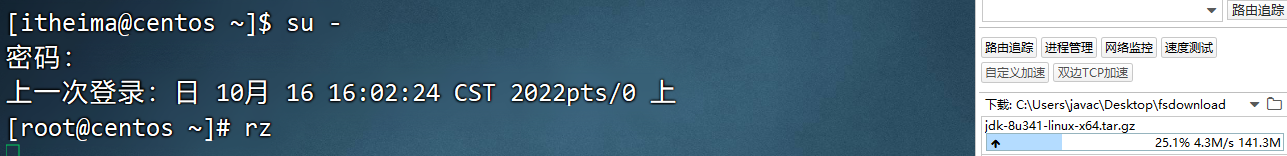 [itheima@centos ~]$ su -
密码：
上一次登录：日 10月 16 16:02:24 CST 2022pts/0 上
[root@centos ~]# rz
路由追踪
路由追踪 进程管理 网络监控 速度测试
自定义加速 双边TCP加速
下载: C:\Users\javac\Desktop\fsdownload
jdk-8u341-linux-x64.tar.gz
25.1% 4.3M/s 141.3M